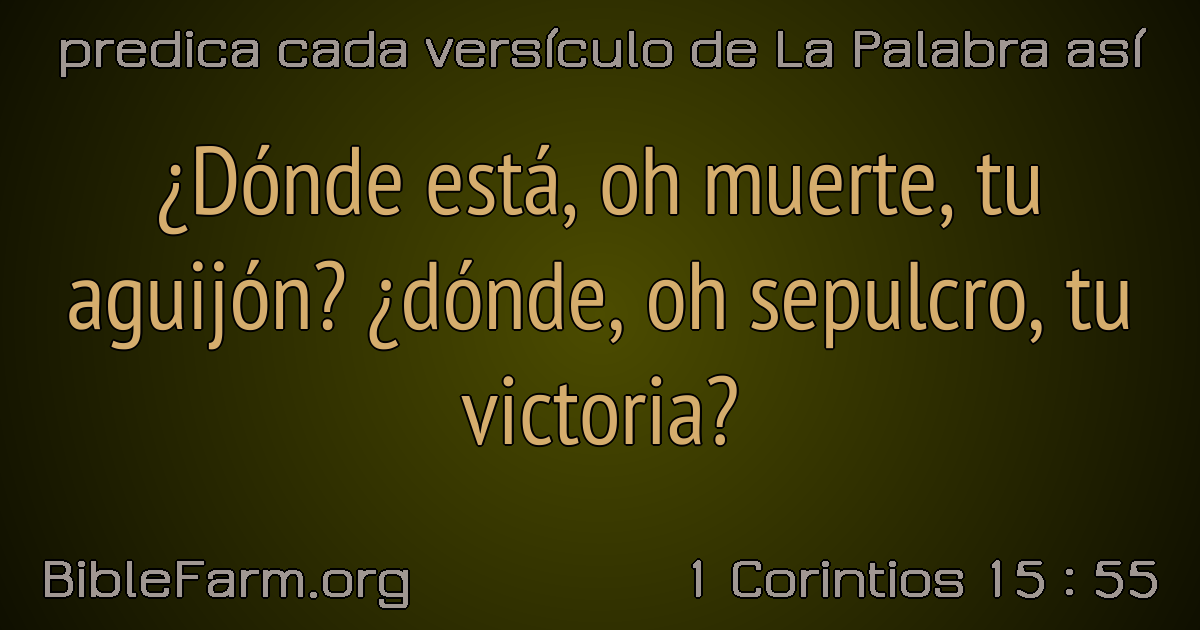 predica cada versículo de La Palabra así
¿Dónde está, oh muerte, tu
aguijón? ¿dónde, oh sepulcro, tu
victoria?
BibleFarm.org
1 Corintios 15 : 55